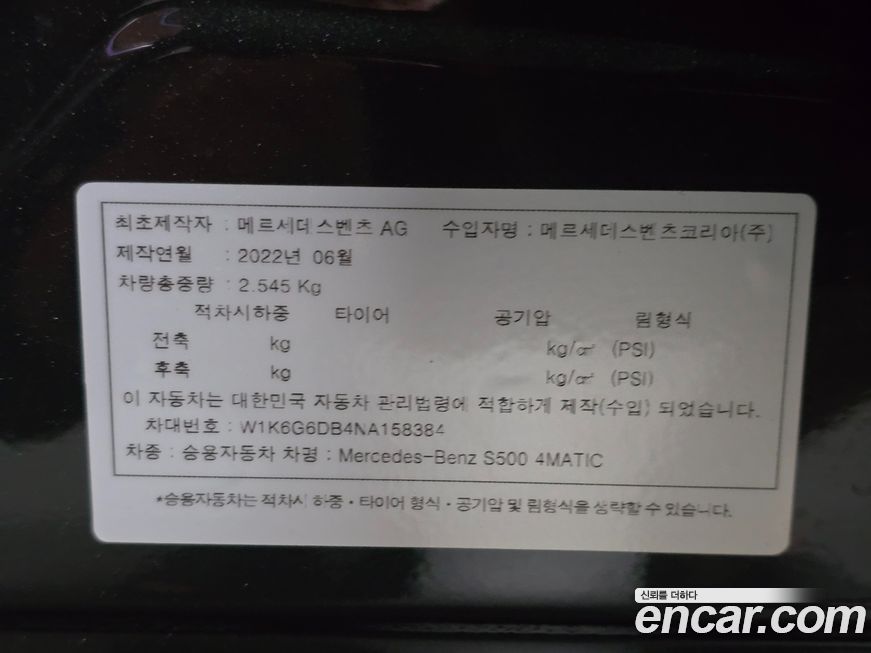 최초제작자 : 메르세데스벤츠 AG 수입자명 : 메르세데스벤츠코리아(주)
제작연월 : 2022년 06월
차량총중량 : 2.545 Kg
적차시하중 타이어 공기압 림형식
전축 kg kg/㎠ (PSI)
후축 kg kg/㎠ (PSI)
이 자동차는 대한민국 자동차 관리법령에 적합하게 제작(수입) 되었습니다.
차대번호 : W1K6G6DB4NA158384
차종 : 승용자동차 차명 : Mercedes-Benz S500 4MATIC
*승용자동차는 적차시 하중·타이어 형식·공기압 및 림형식을 생략할 수 있습니다.
신뢰를 더하다
encar.com